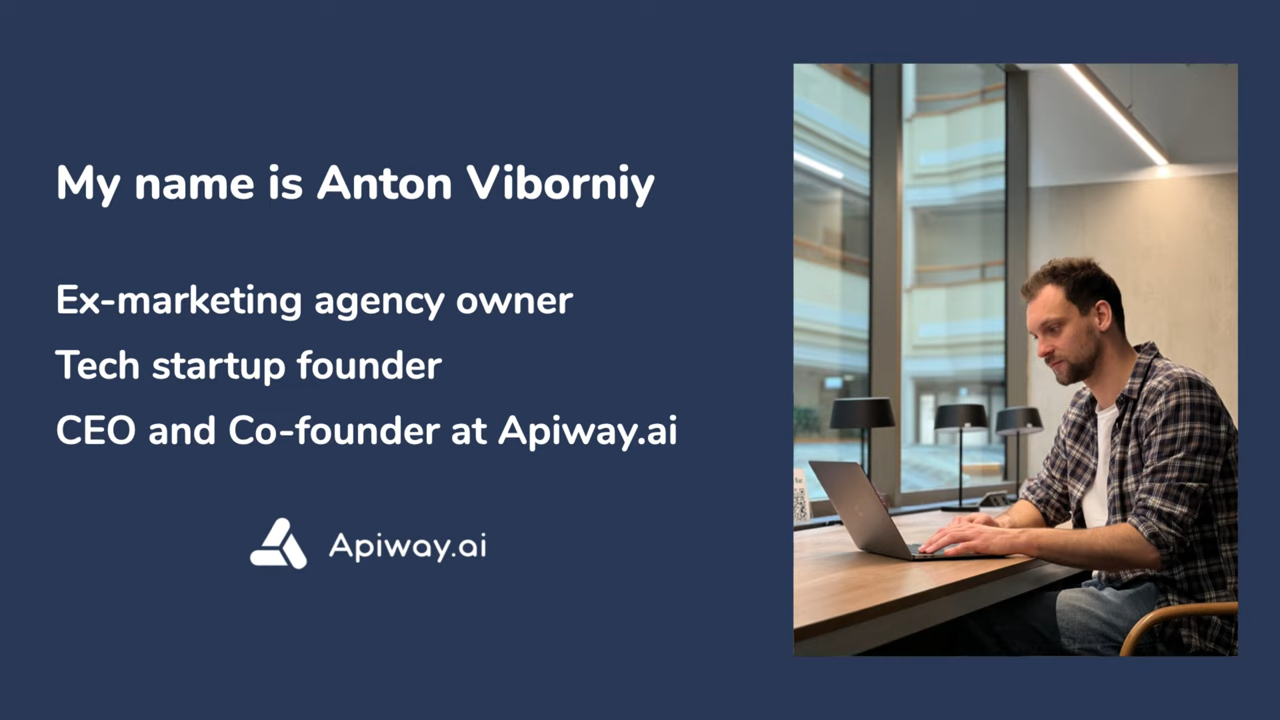 My name is Anton Viborniy
Ex-marketing agency owner
Tech startup founder
CEO and Co-founder at Apiway.ai
Apiway.ai